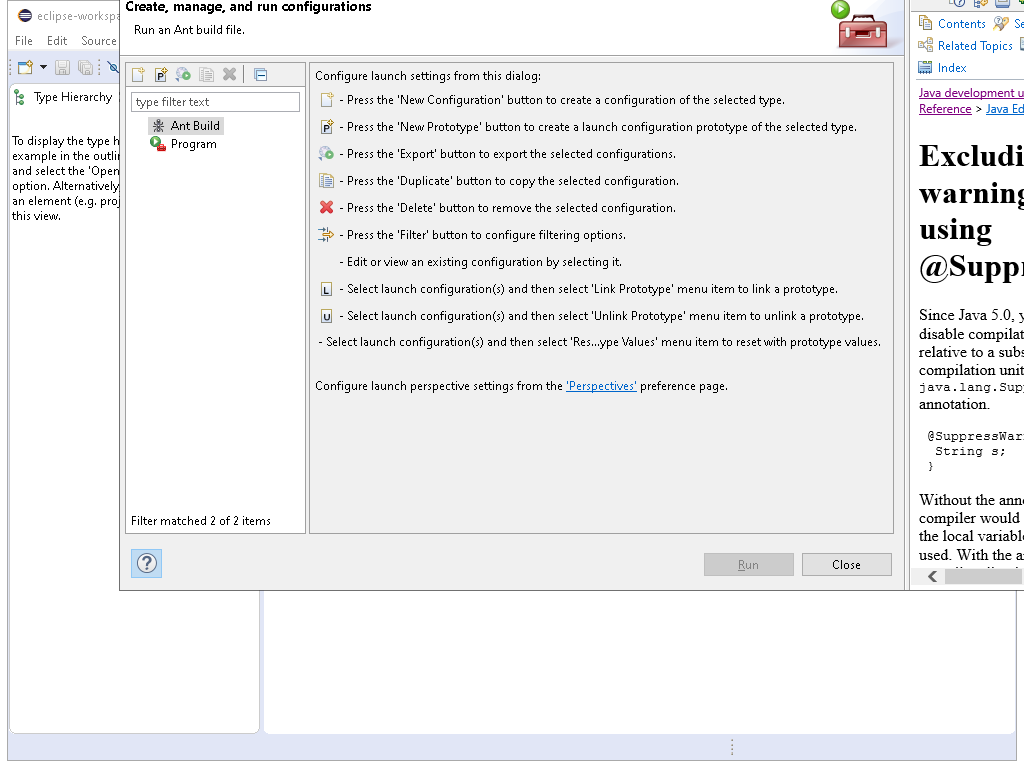 eclipse-workspa
File Edit Source
Type Hierarchy
To display the type h
example in the outli
and select the 'Open
option. Alternatively
an element (e.g. proj
this view.
Create, manage, and run configurations
Run an Ant build file.
type filter text
Ant Build
Program
Filter matched 2 of 2 items
Configure launch settings from this dialog:
- Press the 'New Configuration' button to create a configuration of the selected type.
- Press the 'New Prototype' button to create a launch configuration prototype of the selected type.
- Press the 'Export' button to export the selected configurations.
- Press the 'Duplicate' button to copy the selected configuration.
- Press the 'Delete' button to remove the selected configuration.
- Press the 'Filter' button to configure filtering options.
- Edit or view an existing configuration by selecting it.
L - Select launch configuration(s) and then select 'Link Prototype' menu item to link a prototype.
U - Select launch configuration(s) and then select 'Unlink Prototype' menu item to unlink a prototype.
- Select launch configuration(s) and then select 'Res...ype Values' menu item to reset with prototype values.
Configure launch perspective settings from the 'Perspectives' preference page.
Run
Close
Contents Se
Related Topics
Index
Java development u
Reference > Java Ed
Excludi
warning
using
@Suppr
Since Java 5.0, y
disable compilat
relative to a subs
compilation unit
java.lang.Supp
annotation.
@SuppressWar
String s;
}
Without the anno
compiler would
the local variable
used. With the a